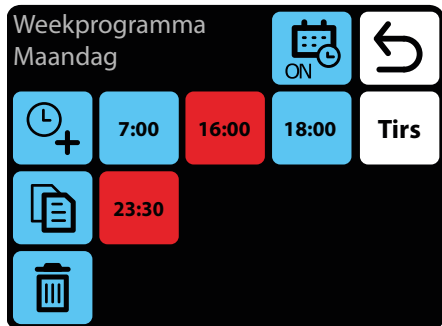 Weekprogramma
Maandag
ON
7:00 16:00 18:00 Tirs
23:30